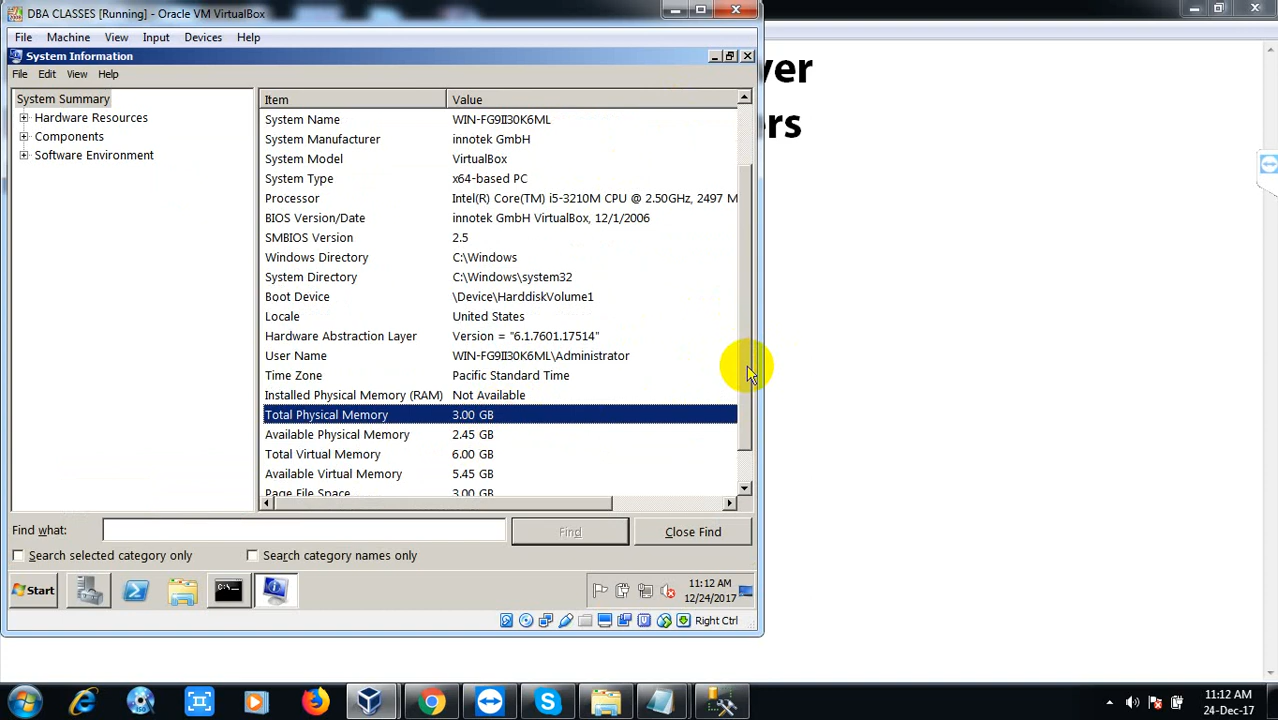 DBA CLASSES [Running] - Oracle VM VirtualBox
File Machine View Input Devices Help
System Information
File Edit View Help
System Summary
Hardware Resources
Components
Software Environment
Item Value
System Name WIN-FG9II30K6ML
System Manufacturer innotek GmbH
System Model VirtualBox
System Type x64-based PC
Processor Intel(R) Core(TM) i5-3210M CPU @ 2.50GHz, 2497 M
BIOS Version/Date innotek GmbH VirtualBox, 12/1/2006
SMBIOS Version 2.5
Windows Directory C:\Windows
System Directory C:\Windows\system32
Boot Device \Device\HarddiskVolume1
Locale United States
Hardware Abstraction Layer Version = "6.1.7601.17514"
User Name WIN-FG9II30K6ML\Administrator
Time Zone Pacific Standard Time
Installed Physical Memory (RAM) Not Available
Total Physical Memory 3.00 GB
Available Physical Memory 2.45 GB
Total Virtual Memory 6.00 GB
Available Virtual Memory 5.45 GB
Page File Space 3.00 GB
Find what: Find Close Find
Search selected category only Search category names only
Start
11:12 AM
12/24/2017
Right Ctrl
ver
ers
11:12 AM
24-Dec-17